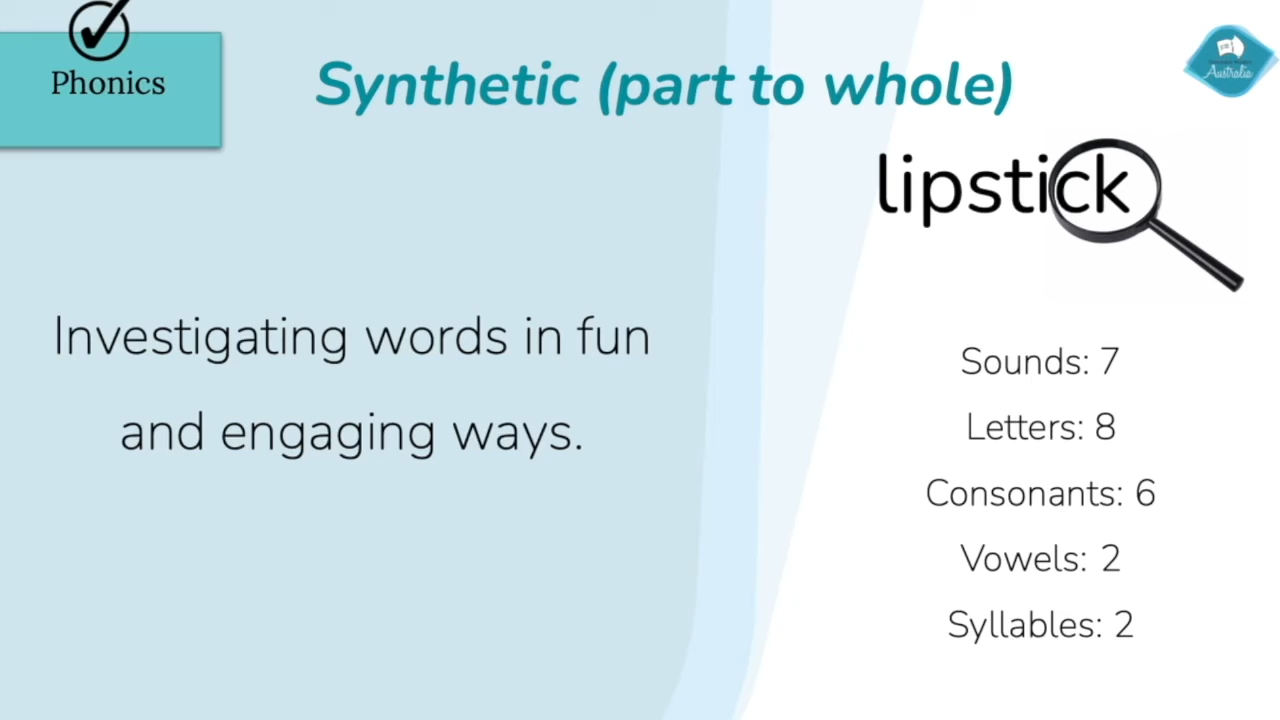 Phonics
Synthetic (part to whole)
Australia
lipstick
Investigating words in fun
and engaging ways.
Sounds: 7
Letters: 8
Consonants: 6
Vowels: 2
Syllables: 2